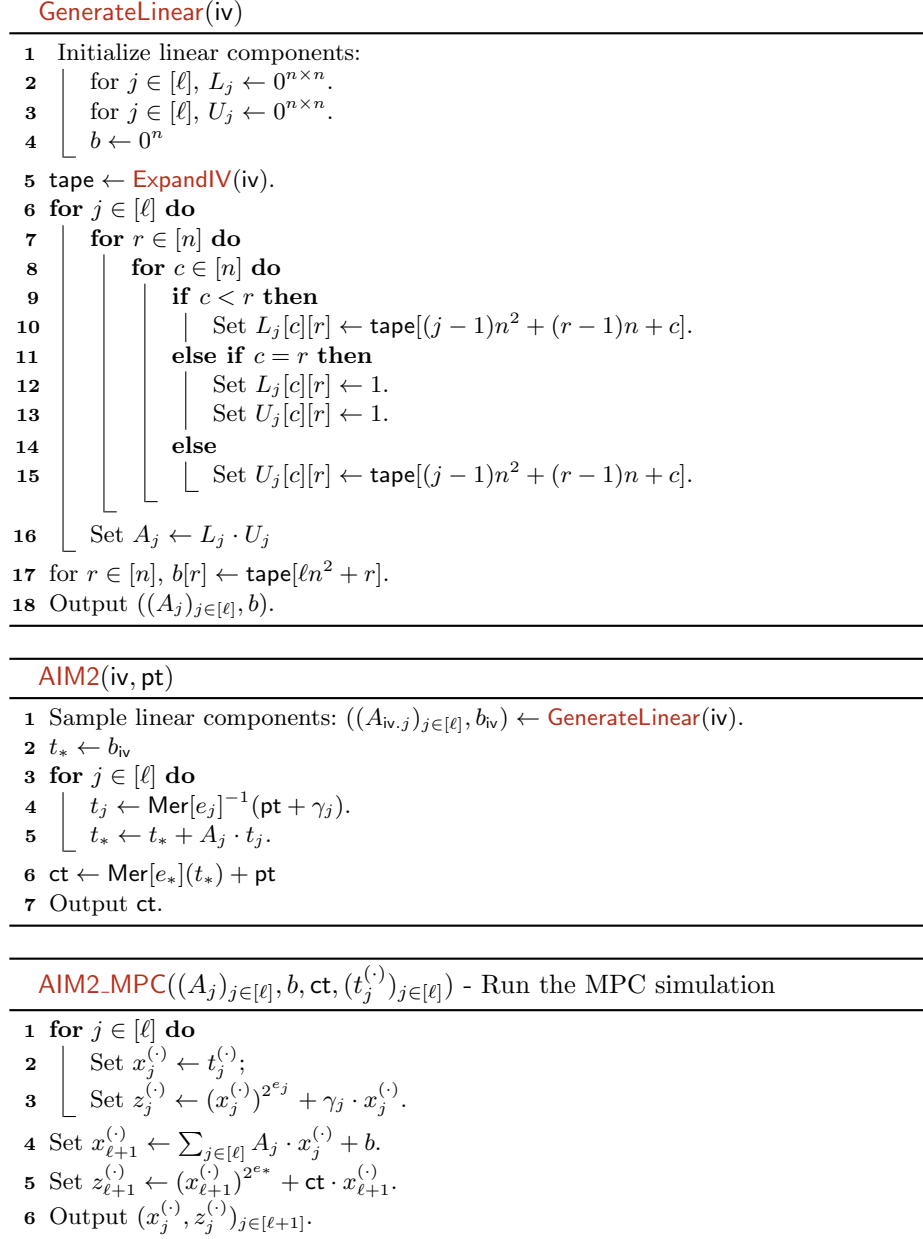 GenerateLinear(iv)
1 Initialize linear components:
2 for j ∈ [ℓ], L_j ← 0^{n×n}.
3 for j ∈ [ℓ], U_j ← 0^{n×n}.
4 b ← 0^n
5 tape ← ExpandIV(iv).
6 for j ∈ [ℓ] do
7 for r ∈ [n] do
8 for c ∈ [n] do
9 if c < r then
10 Set L_j[c][r] ← tape[(j − 1)n^2 + (r − 1)n + c].
11 else if c = r then
12 Set L_j[c][r] ← 1.
13 Set U_j[c][r] ← 1.
14 else
15 Set U_j[c][r] ← tape[(j − 1)n^2 + (r − 1)n + c].
16 Set A_j ← L_j · U_j
17 for r ∈ [n], b[r] ← tape[ℓn^2 + r].
18 Output ((A_j)_{j∈[ℓ]}, b).
AIM2(iv, pt)
1 Sample linear components: ((A_{iv.j})_{j∈[ℓ]}, b_{iv}) ← GenerateLinear(iv).
2 t_* ← b_{iv}
3 for j ∈ [ℓ] do
4 t_j ← Mer[e_j]^{−1}(pt + γ_j).
5 t_* ← t_* + A_j · t_j.
6 ct ← Mer[e_*](t_*) + pt
7 Output ct.
AIM2_MPC((A_j)_{j∈[ℓ]}, b, ct, (t_j^{(·)})_{j∈[ℓ]}) - Run the MPC simulation
1 for j ∈ [ℓ] do
2 Set x_j^{(·)} ← t_j^{(·)};
3 Set z_j^{(·)} ← (x_j^{(·)})^{2^{e_j}} + γ_j · x_j^{(·)}.
4 Set x_{ℓ+1}^{(·)} ← ∑_{j∈[ℓ]} A_j · x_j^{(·)} + b.
5 Set z_{ℓ+1}^{(·)} ← (x_{ℓ+1}^{(·)})^{2^{e_*}} + ct · x_{ℓ+1}^{(·)}.
6 Output (x_j^{(·)}, z_j^{(·)})_{j∈[ℓ+1]}.